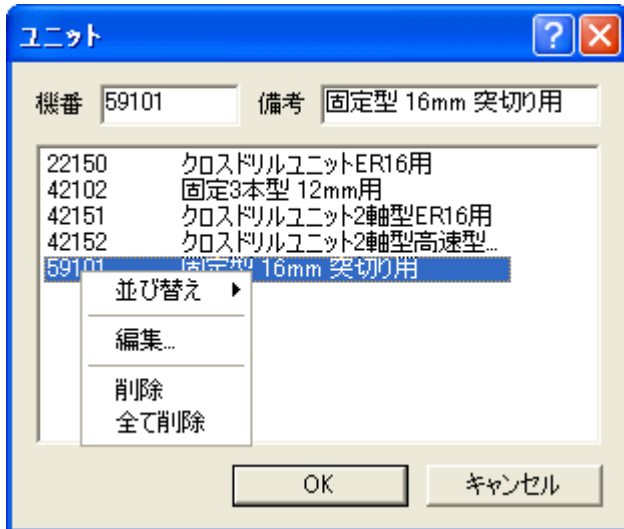 ユニット
機番 59101 備考 固定型 16mm 突切り用
22150 クロスドリルユニットER16用
42102 固定3本型 12mm用
42151 クロスドリルユニット2軸型ER16用
42152 クロスドリルユニット2軸型高速型...
59101 固定型 16mm 突切り用
並び替え
編集...
削除
全て削除
OK キャンセル